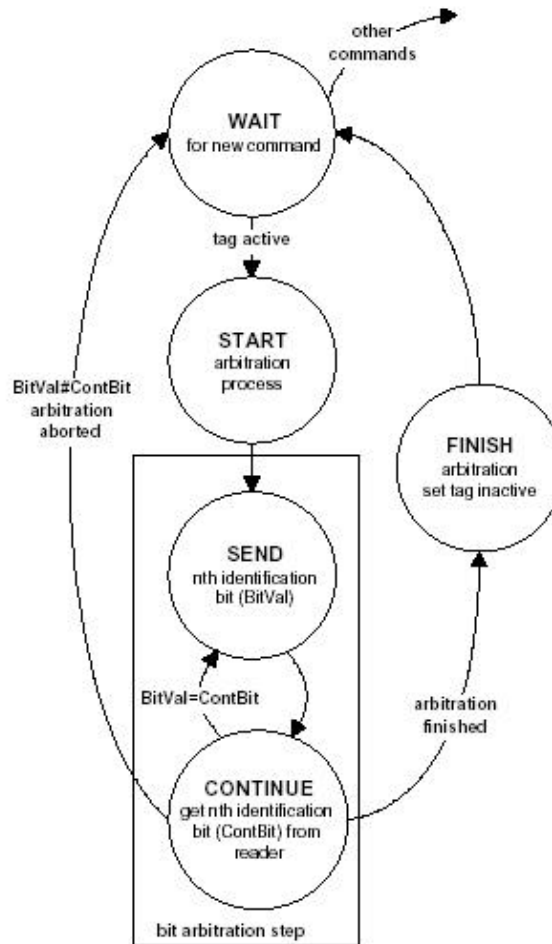 other
commands
WAIT
for new command
tag active
START
arbitration
process
BitVal#ContBit
arbitration
aborted
FINISH
arbitration
set tag inactive
SEND
nth identification
bit (BitVal)
BitVal=ContBit
arbitration
finished
CONTINUE
get nth identification
bit (ContBit) from
reader
bit arbitration step